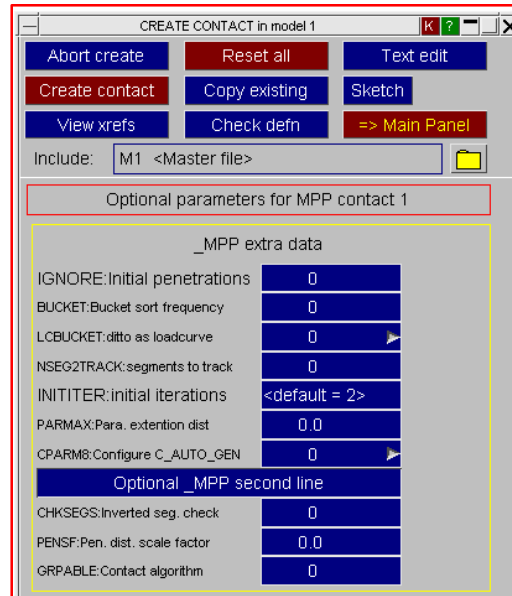 CREATE CONTACT in model 1 K ?
Abort create Reset all Text edit
Create contact Copy existing Sketch
View xrefs Check defn => Main Panel
Include: M1 <Master file>
Optional parameters for MPP contact 1
_MPP extra data
IGNORE:Initial penetrations 0
BUCKET:Bucket sort frequency 0
LCBUCKET:ditto as loadcurve 0
NSEG2TRACK:segments to track 0
INITITER:initial iterations <default = 2>
PARMAX:Para. extention dist 0.0
CPARM8:Configure C_AUTO_GEN 0
Optional _MPP second line
CHKSEGS:Inverted seg. check 0
PENSF:Pen. dist. scale factor 0.0
GRPABLE:Contact algorithm 0